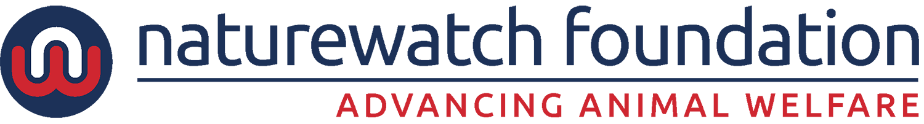 naturewatch foundation
ADVANCING ANIMAL WELFARE